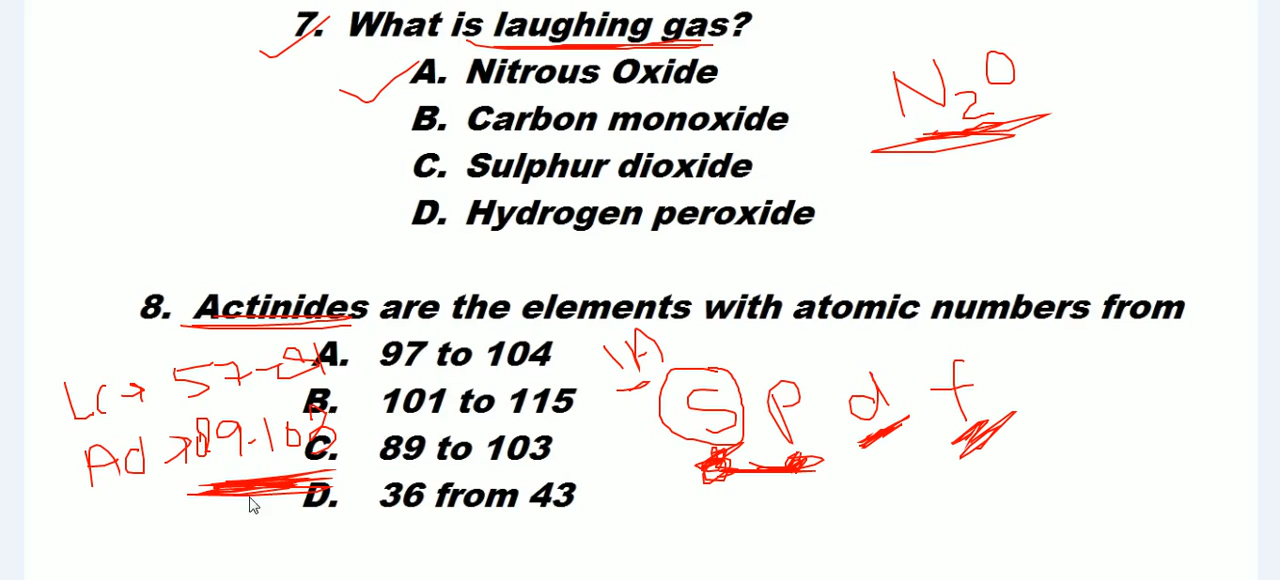 7. What is laughing gas?
A. Nitrous Oxide
B. Carbon monoxide
C. Sulphur dioxide
D. Hydrogen peroxide
N2O
8. Actinides are the elements with atomic numbers from
A. 97 to 104
B. 101 to 115
C. 89 to 103
D. 36 from 43
57-
89-103
IA
S p d f